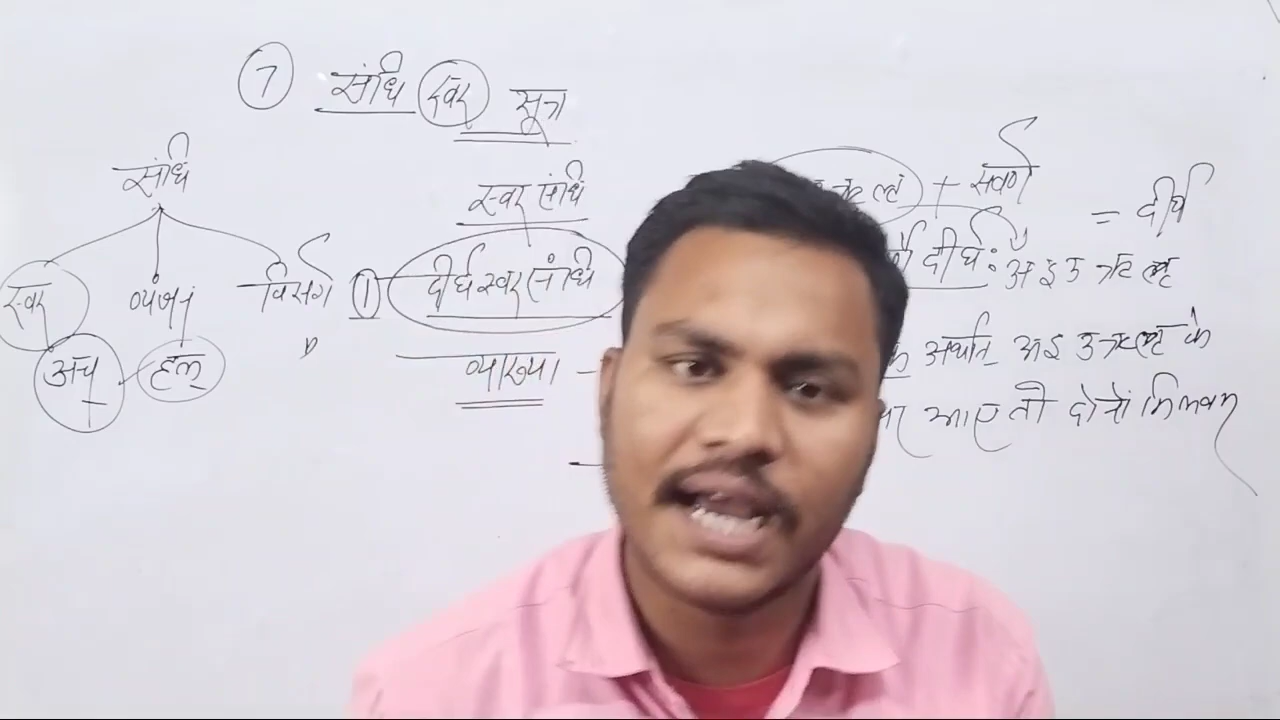 7 संधि स्वर सूत्र
संधि
स्वर व्यंजन विसर्ग
अच् हल्
स्वर संधि
① दीर्घ स्वर संधि
व्याख्या –
+ सवर्ण = दीर्घ
दीर्घः अ इ उ ऋ लृ
अर्थात् अ इ उ ऋ लृ के
आए तो दोनों मिलकर